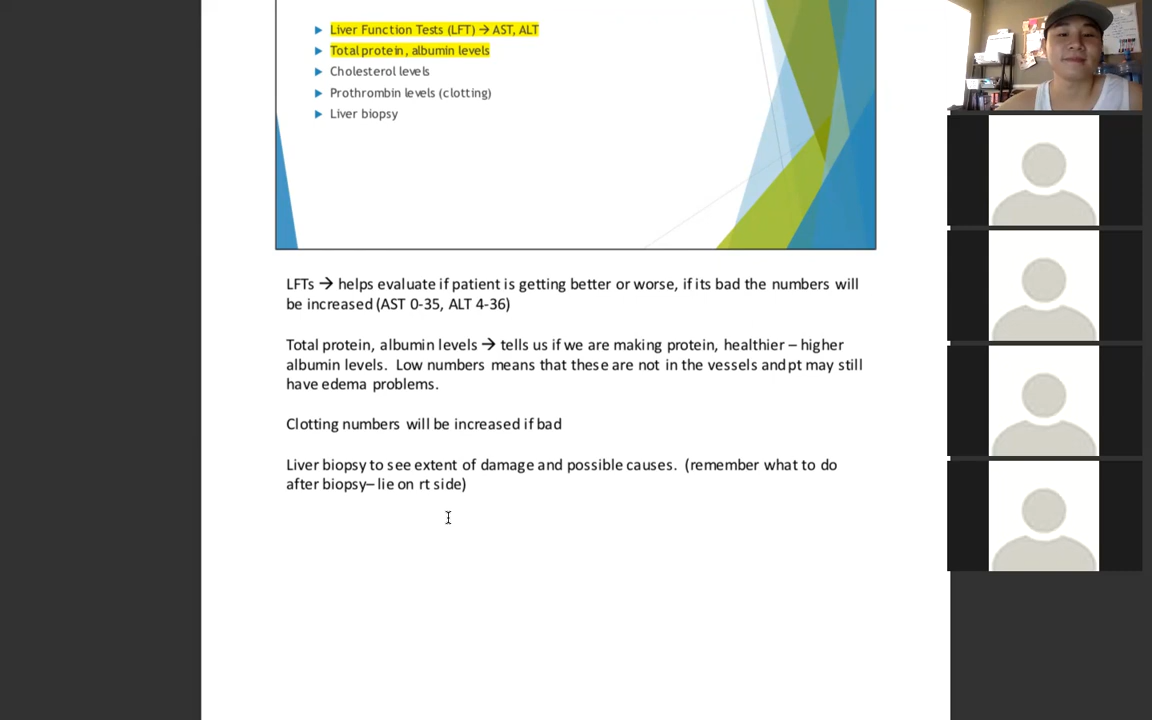 Liver Function Tests (LFT) → AST, ALT
Total protein, albumin levels
Cholesterol levels
Prothrombin levels (clotting)
Liver biopsy
LFTs → helps evaluate if patient is getting better or worse, if its bad the numbers will
be increased (AST 0-35, ALT 4-36)
Total protein, albumin levels → tells us if we are making protein, healthier – higher
albumin levels. Low numbers means that these are not in the vessels and pt may still
have edema problems.
Clotting numbers will be increased if bad
Liver biopsy to see extent of damage and possible causes. (remember what to do
after biopsy– lie on rt side)